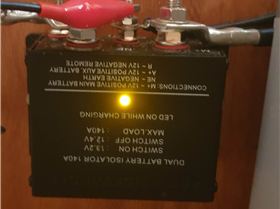 DUAL BATTERY ISOLATOR 140A
SWITCH ON : 13.2V
SWITCH OFF : 12.4V
MAX.LOAD : 140A
LED ON WHILE CHARGING
CONNECTIONS: M+ – 12V POSITIVE MAIN BATTERY
A+ – 12V POSITIVE AUX. BATTERY
NE – 12V NEGATIVE EARTH
R – 12V NEGATIVE REMOTE